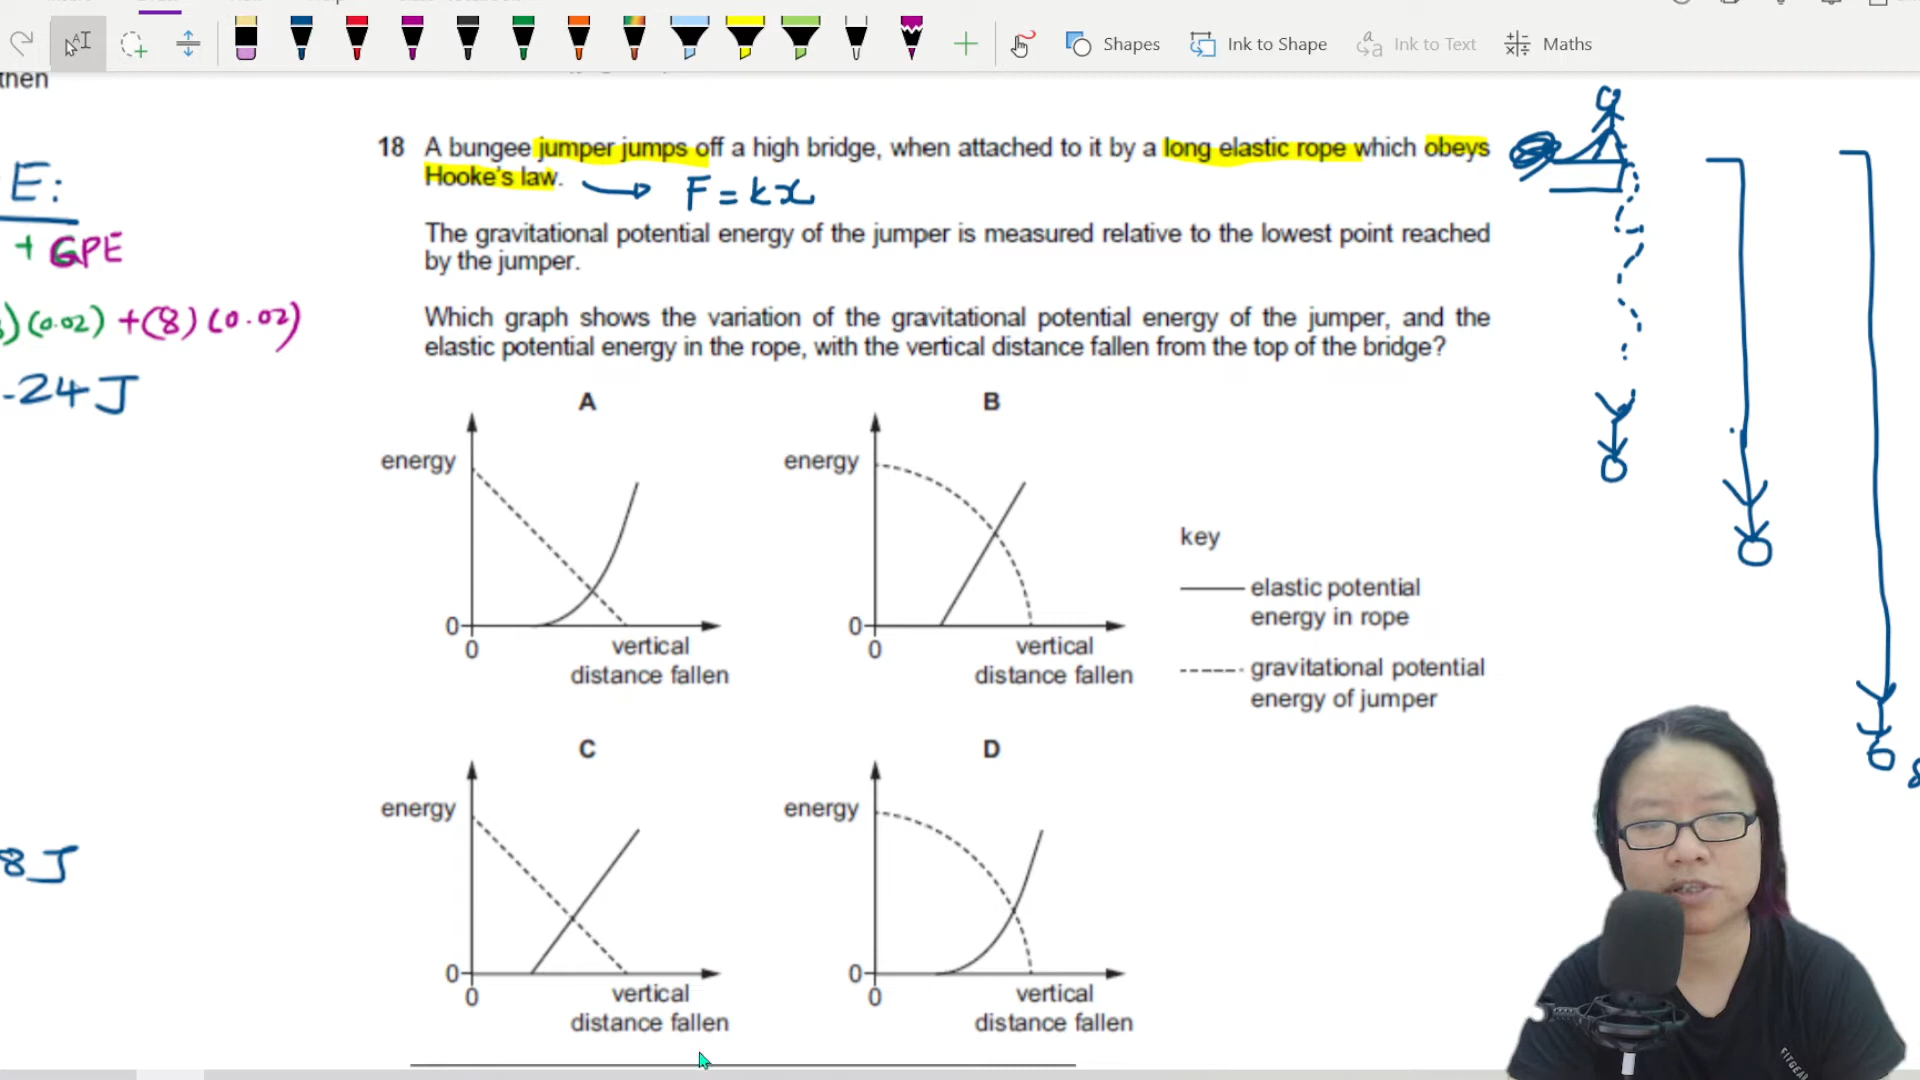 Shapes
Link to Shape
Link to Text
Maths
then
18 A bungee jumper jumps off a high bridge, when attached to it by a long elastic rope which obeys
Hooke's law.
F = kx
E:
+ GPE
The gravitational potential energy of the jumper is measured relative to the lowest point reached
by the jumper.
)(0.02) +(8)(0.02)
Which graph shows the variation of the gravitational potential energy of the jumper, and the
elastic potential energy in the rope, with the vertical distance fallen from the top of the bridge?
.24 J
A
B
energy
energy
key
elastic potential
energy in rope
gravitational potential
energy of jumper
0
0
vertical
distance fallen
0
0
vertical
distance fallen
C
D
energy
energy
8J
0
0
vertical
distance fallen
0
0
vertical
distance fallen
FITGEAR